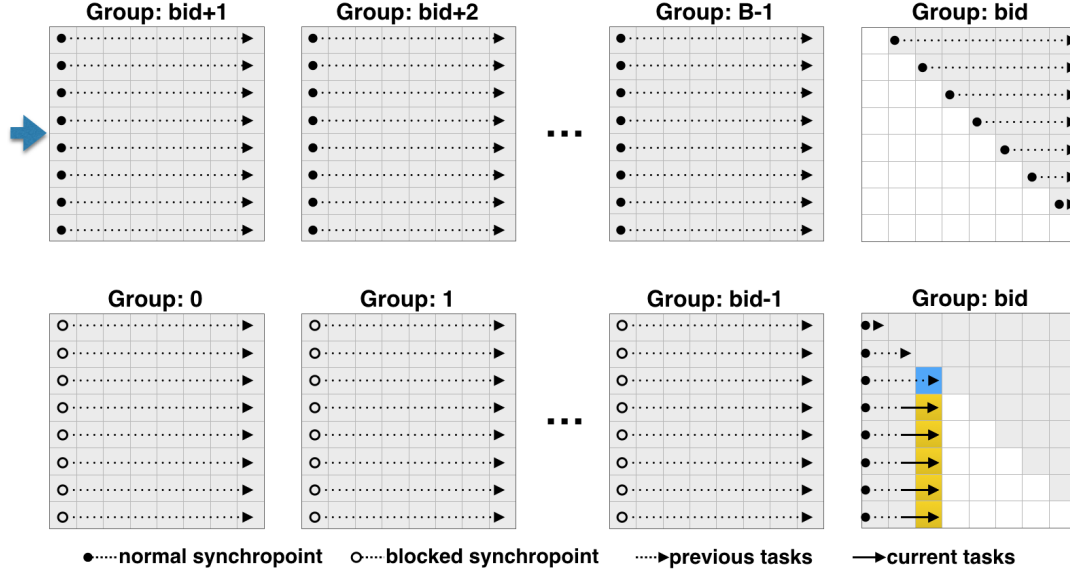 Group: bid+1 Group: bid+2 Group: B-1 Group: bid
...
Group: 0 Group: 1 Group: bid-1 Group: bid
...
normal synchropoint blocked synchropoint previous tasks current tasks